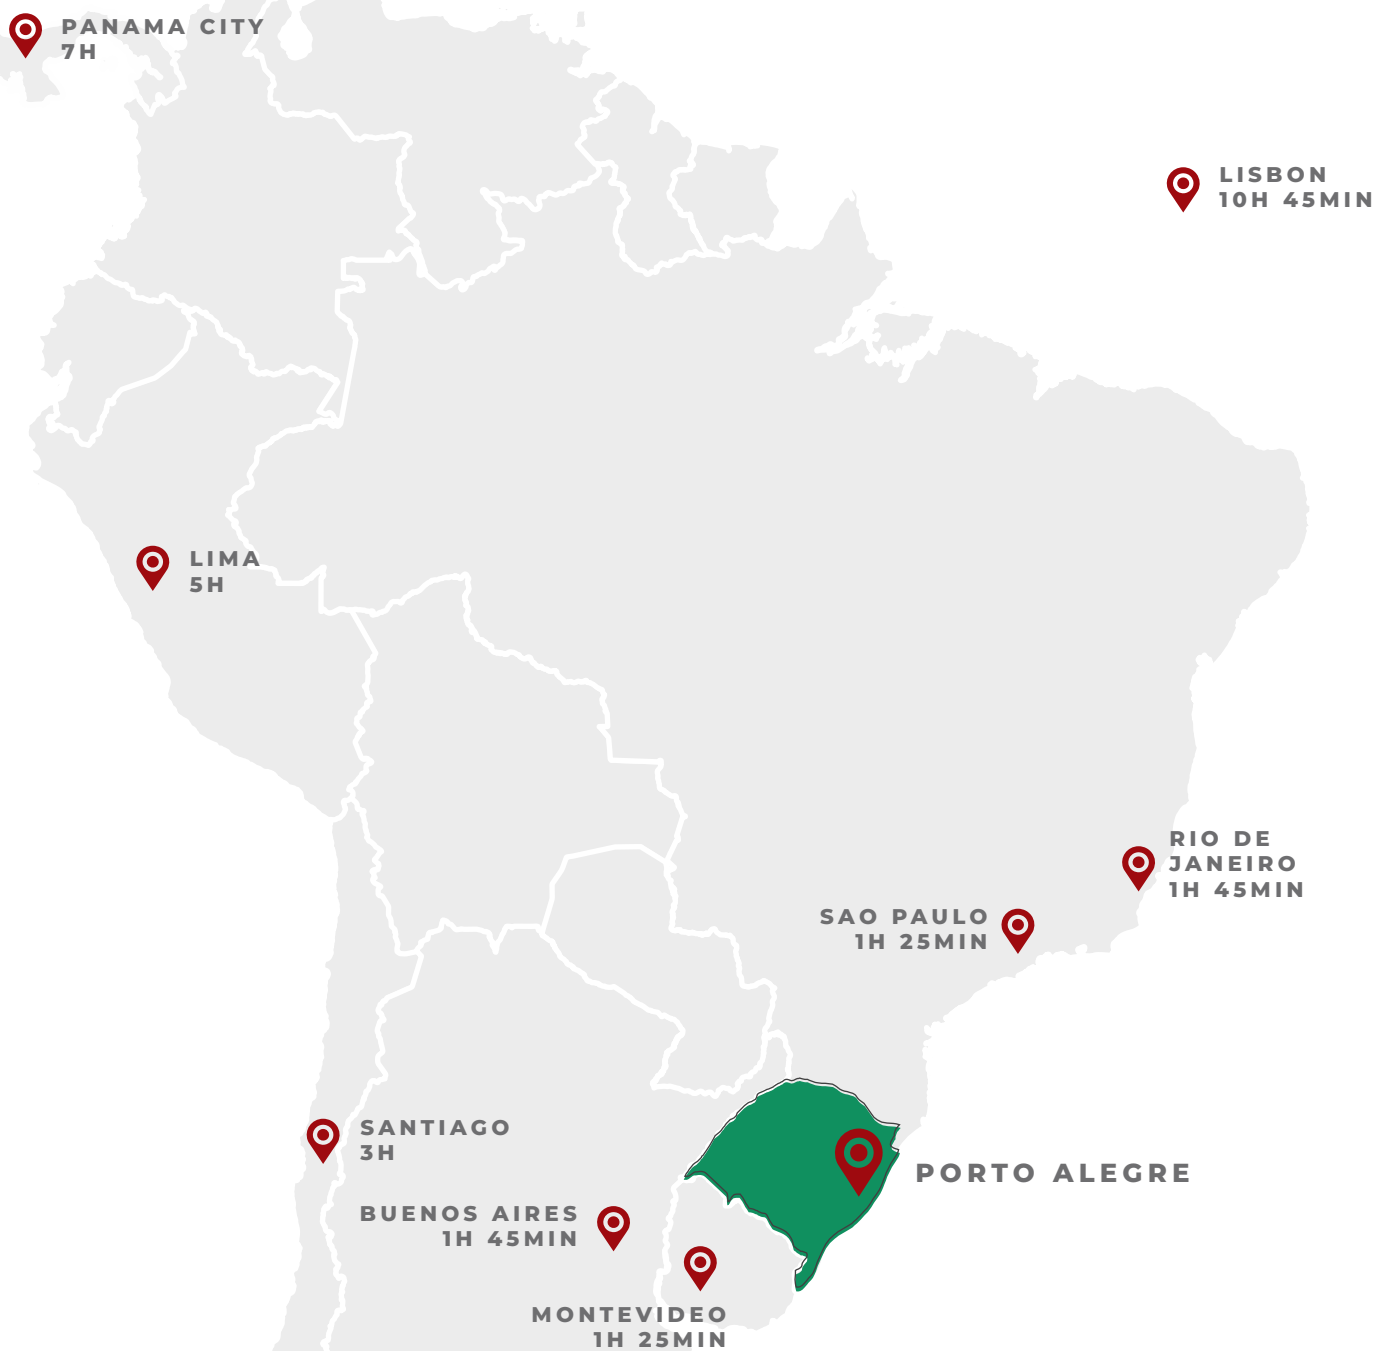 PANAMA CITY
7H
LISBON
10H 45MIN
LIMA
5H
RIO DE
JANEIRO
1H 45MIN
SAO PAULO
1H 25MIN
SANTIAGO
3H
PORTO ALEGRE
BUENOS AIRES
1H 45MIN
MONTEVIDEO
1H 25MIN